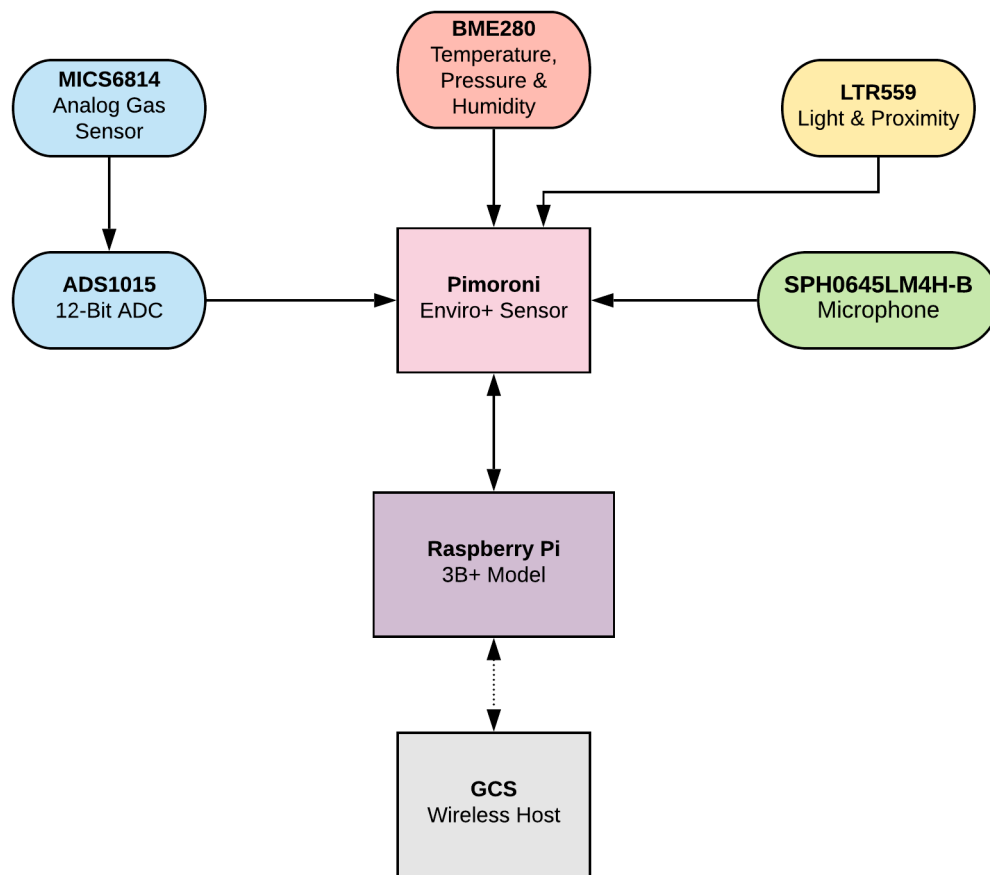 BME280
Temperature,
Pressure &
Humidity
MICS6814
Analog Gas
Sensor
LTR559
Light & Proximity
ADS1015
12-Bit ADC
Pimoroni
Enviro+ Sensor
SPH0645LM4H-B
Microphone
Raspberry Pi
3B+ Model
GCS
Wireless Host